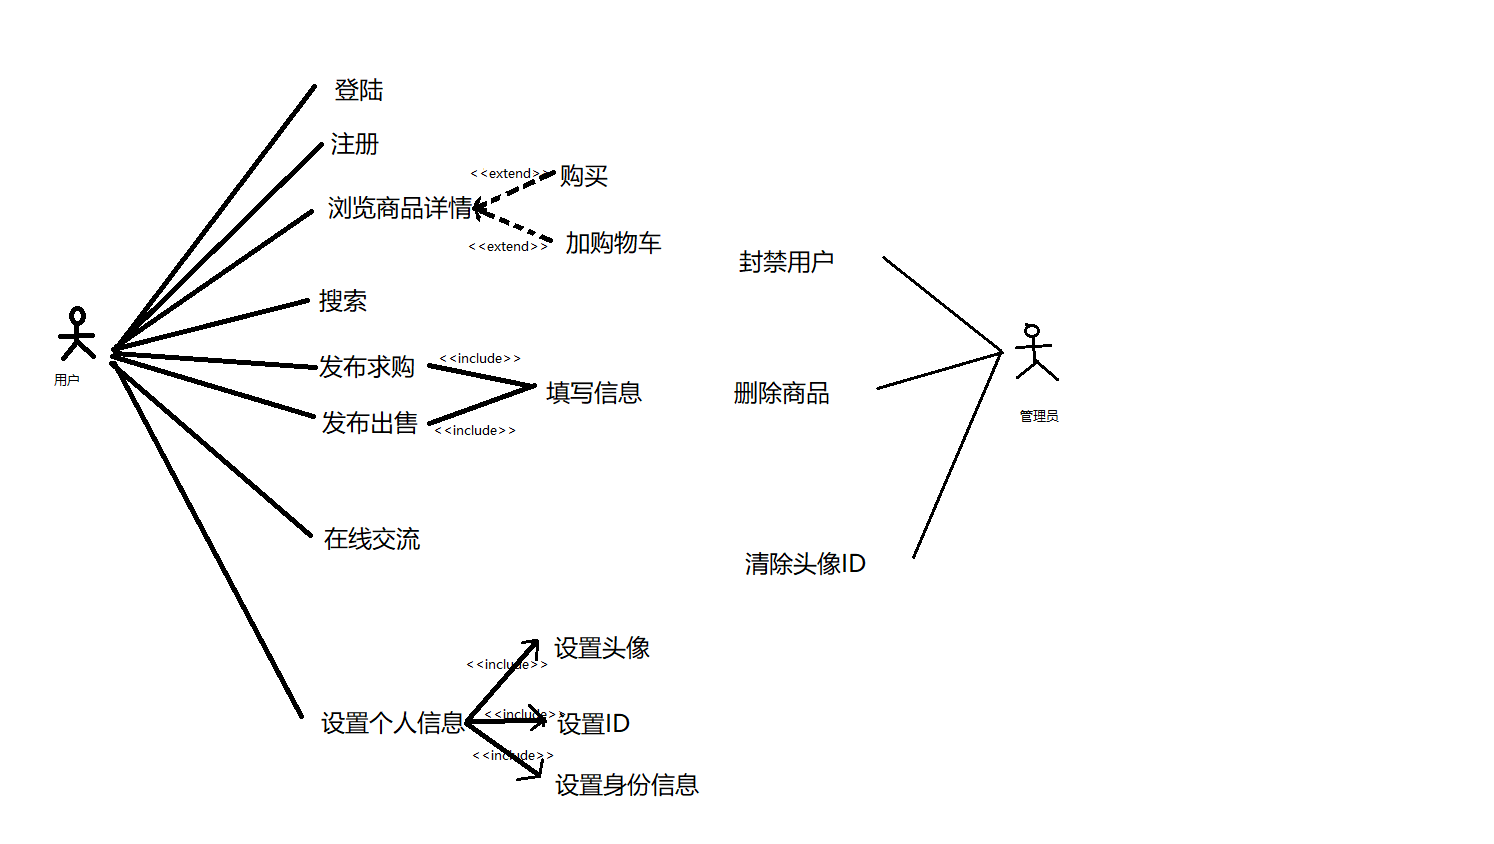 登陆
注册
<<extend>>
购买
浏览商品详情
<<extend>>
加购物车
搜索
<<include>>
发布求购
填写信息
发布出售
<<include>>
用户
在线交流
<<include>>
设置头像
设置个人信息
<<include>>
设置ID
<<include>>
设置身份信息
封禁用户
删除商品
管理员
清除头像ID